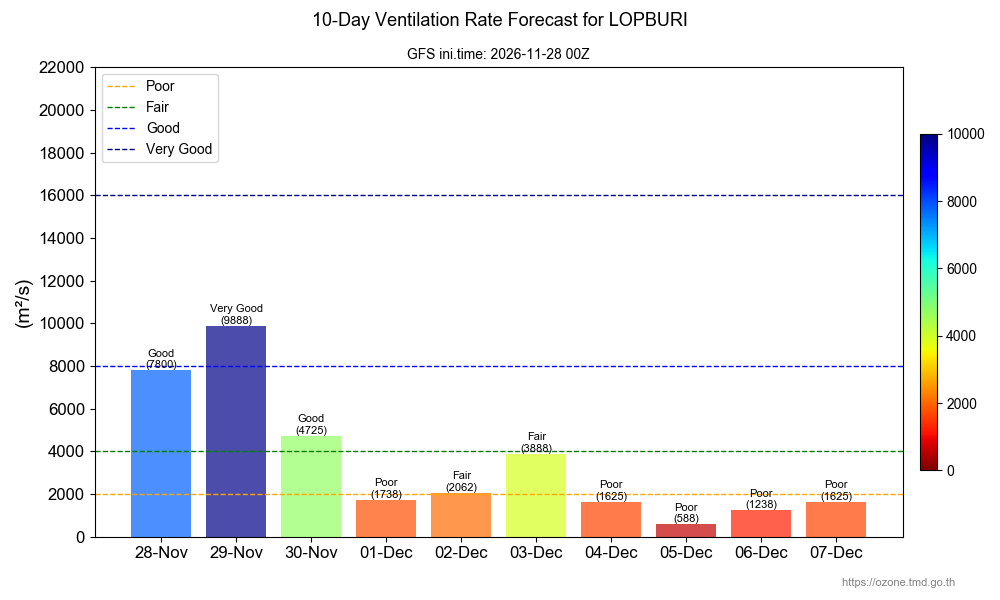 10-Day Ventilation Rate Forecast for LOPBURI
GFS ini.time: 2026-11-28 00Z
22000
20000
18000
16000
14000
12000
10000
8000
6000
4000
2000
0
(m²/s)
Poor
Fair
Good
Very Good
Good
(7800)
Very Good
(9888)
Good
(4725)
Poor
(1738)
Fair
(2062)
Fair
(3888)
Poor
(1625)
Poor
(588)
Poor
(1238)
Poor
(1625)
28-Nov 29-Nov 30-Nov 01-Dec 02-Dec 03-Dec 04-Dec 05-Dec 06-Dec 07-Dec
10000
8000
6000
4000
2000
0
https://ozone.tmd.go.th